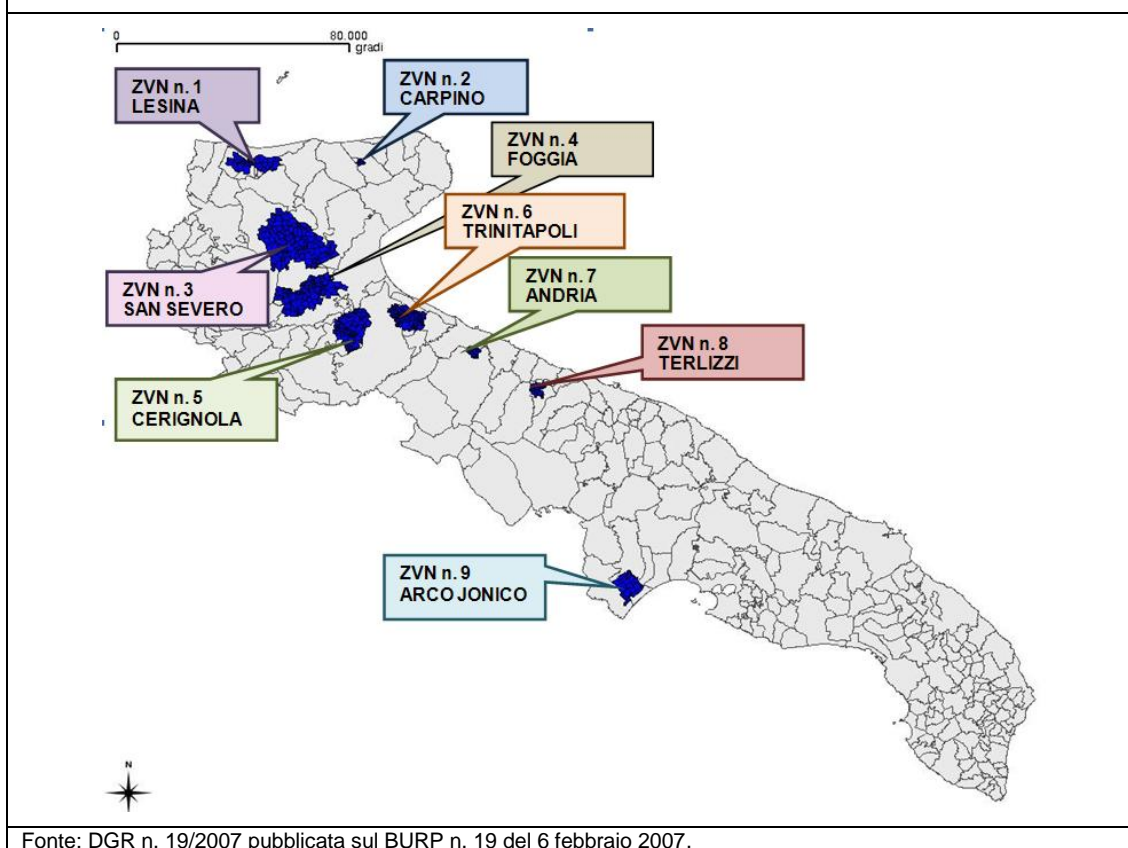 0 80.000
gradi
ZVN n. 1
LESINA
ZVN n. 2
CARPINO
ZVN n. 4
FOGGIA
ZVN n. 6
TRINITAPOLI
ZVN n. 7
ANDRIA
ZVN n. 3
SAN SEVERO
ZVN n. 8
TERLIZZI
ZVN n. 5
CERIGNOLA
ZVN n. 9
ARCO JONICO
N
Fonte: DGR n. 19/2007 pubblicata sul BURP n. 19 del 6 febbraio 2007.